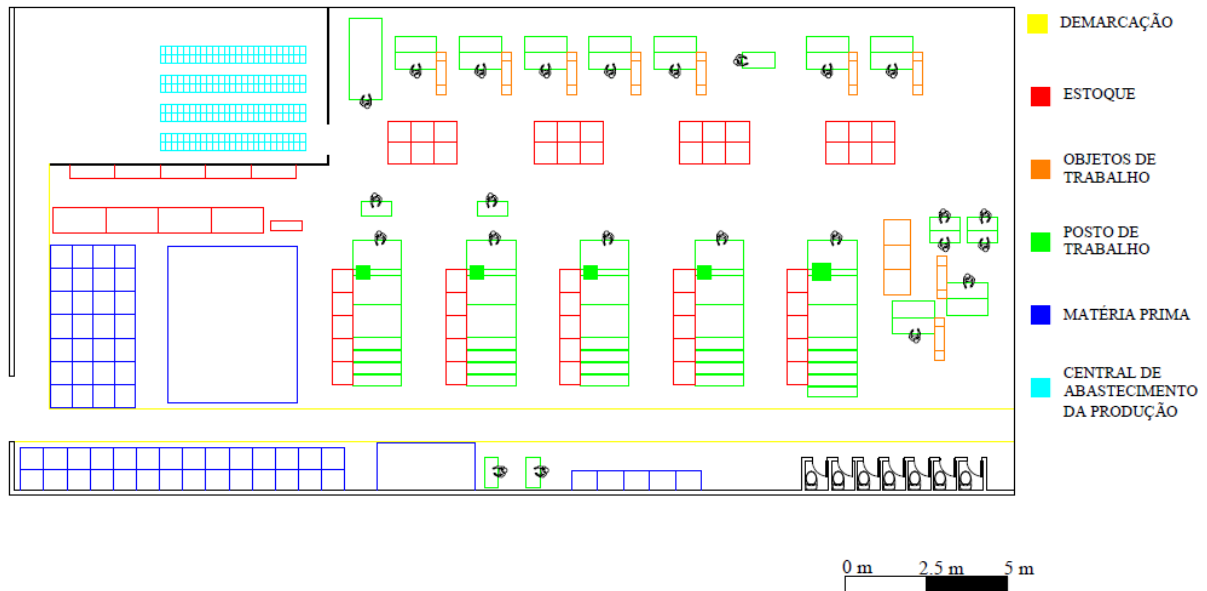 DEMARCAÇÃO
ESTOQUE
OBJETOS DE
TRABALHO
POSTO DE
TRABALHO
MATÉRIA PRIMA
CENTRAL DE
ABASTECIMENTO
DA PRODUÇÃO
0 m 2.5 m 5 m